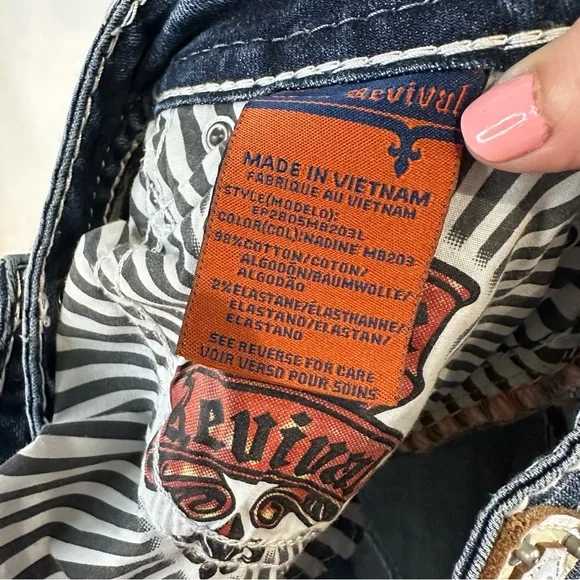 Revival
MADE IN VIETNAM
FABRIQUE AU VIETNAM
STYLE(MODELO):
EP2805MB203L
COLOR(COL): NADINE MB203-
98%COTTON/COTON/
ALGODÓN/BAUMWOLLE/
ALGODÃO
2%ELASTANE/ÉLASTHANNE/
ELASTANO/ELASTAN/
ELASTANO
SEE REVERSE FOR CARE
VOIR VERSO POUR SOINS
Revival